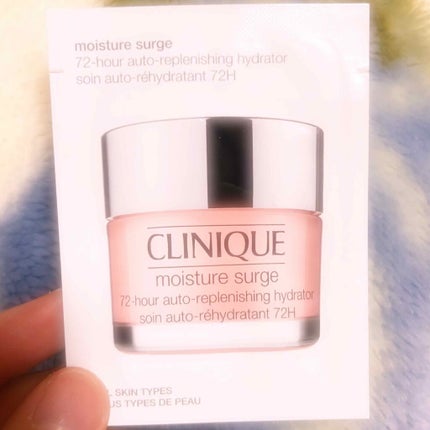 moisture surge
72-hour auto-replenishing hydrator
soin auto-réhydratant 72H
CLINIQUE
moisture surge
72-hour auto-replenishing hydrator
soin auto-réhydratant 72H
SKIN TYPES
TYPES DE PEAU